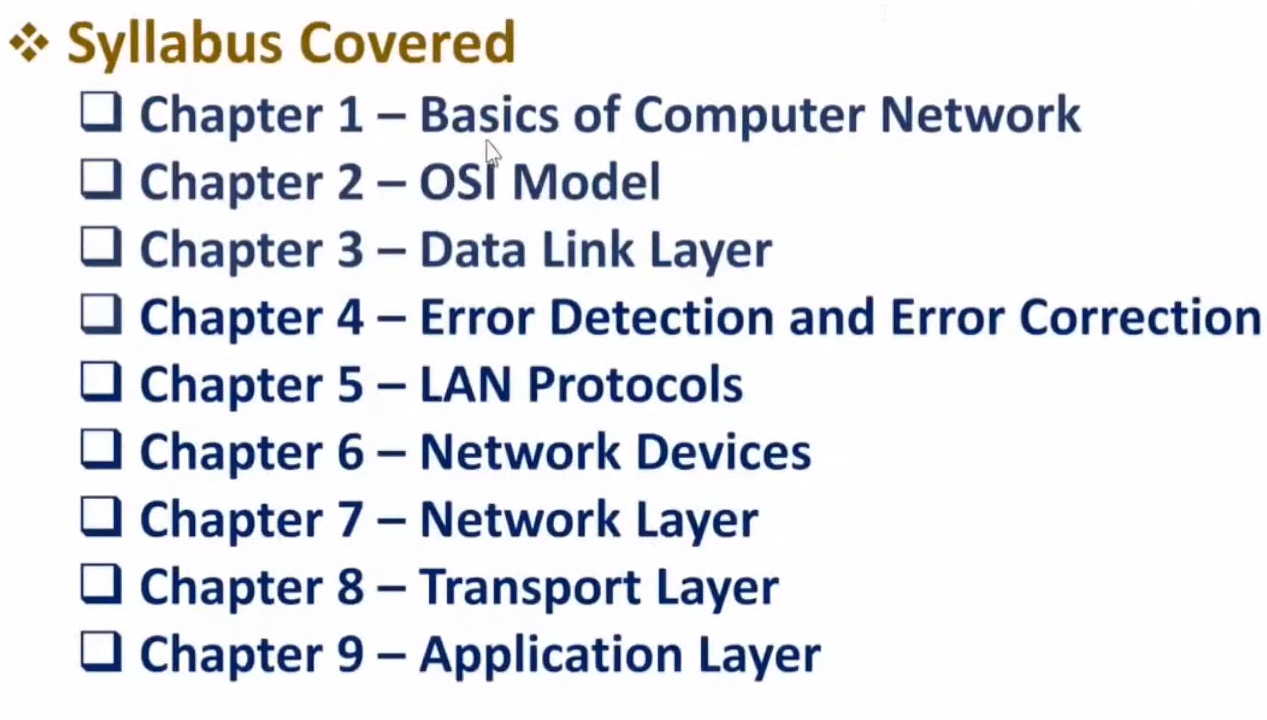 Syllabus Covered
Chapter 1 – Basics of Computer Network
Chapter 2 – OSI Model
Chapter 3 – Data Link Layer
Chapter 4 – Error Detection and Error Correction
Chapter 5 – LAN Protocols
Chapter 6 – Network Devices
Chapter 7 – Network Layer
Chapter 8 – Transport Layer
Chapter 9 – Application Layer